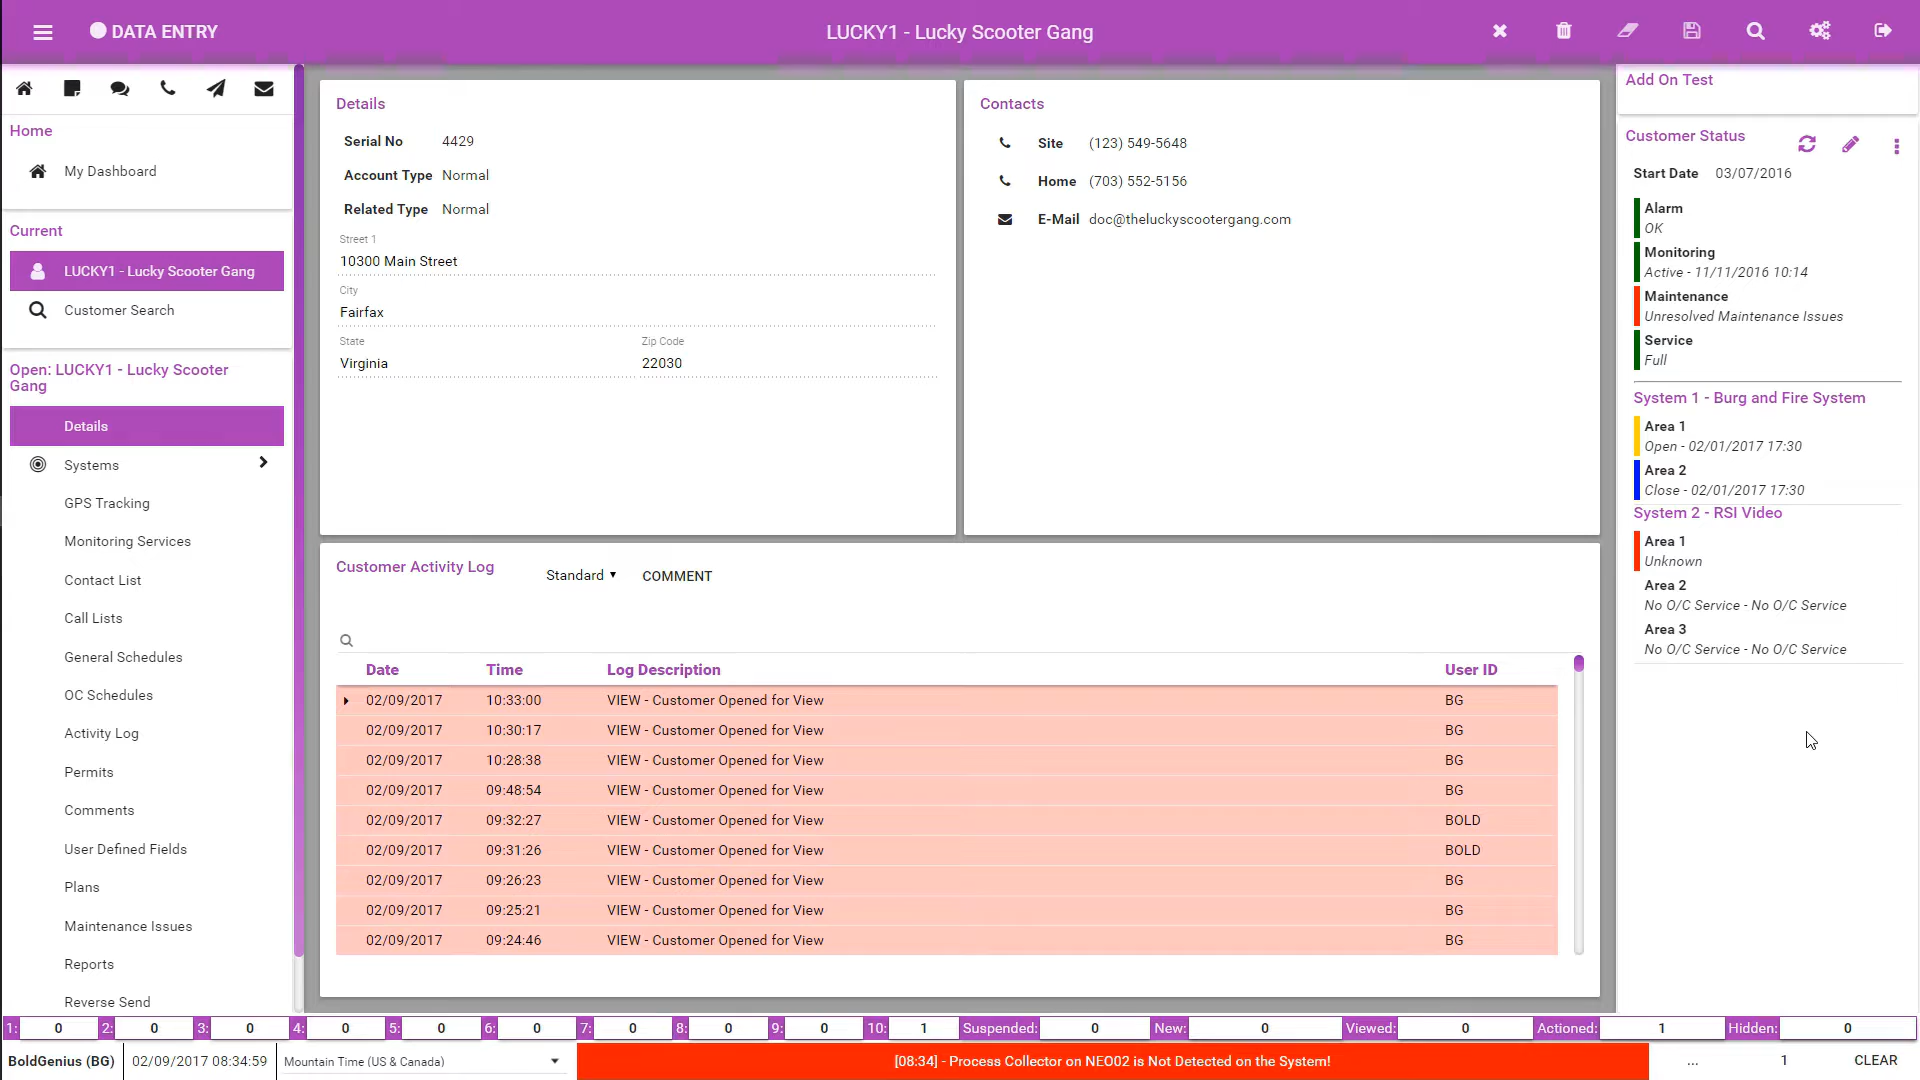 DATA ENTRY
LUCKY1 - Lucky Scooter Gang
Home
My Dashboard
Current
LUCKY1 - Lucky Scooter Gang
Customer Search
Open: LUCKY1 - Lucky Scooter
Gang
Details
Systems
GPS Tracking
Monitoring Services
Contact List
Call Lists
General Schedules
OC Schedules
Activity Log
Permits
Comments
User Defined Fields
Plans
Maintenance Issues
Reports
Reverse Send
Details
Serial No 4429
Account Type Normal
Related Type Normal
Street 1
10300 Main Street
City
Fairfax
State Zip Code
Virginia 22030
Contacts
Site (123) 549-5648
Home (703) 552-5156
E-Mail doc@theluckyscootergang.com
Customer Activity Log Standard COMMENT
Date Time Log Description User ID
02/09/2017 10:33:00 VIEW - Customer Opened for View BG
02/09/2017 10:30:17 VIEW - Customer Opened for View BG
02/09/2017 10:28:38 VIEW - Customer Opened for View BG
02/09/2017 09:48:54 VIEW - Customer Opened for View BG
02/09/2017 09:32:27 VIEW - Customer Opened for View BOLD
02/09/2017 09:31:26 VIEW - Customer Opened for View BOLD
02/09/2017 09:26:23 VIEW - Customer Opened for View BG
02/09/2017 09:25:21 VIEW - Customer Opened for View BG
02/09/2017 09:24:46 VIEW - Customer Opened for View BG
Add On Test
Customer Status
Start Date 03/07/2016
Alarm
OK
Monitoring
Active - 11/11/2016 10:14
Maintenance
Unresolved Maintenance Issues
Service
Full
System 1 - Burg and Fire System
Area 1
Open - 02/01/2017 17:30
Area 2
Close - 02/01/2017 17:30
System 2 - RSI Video
Area 1
Unknown
Area 2
No O/C Service - No O/C Service
Area 3
No O/C Service - No O/C Service
1: 0 2: 0 3: 0 4: 0 5: 0 6: 0 7: 0 8: 0 9: 0 10: 1 Suspended: 0 New: 0 Viewed: 0 Actioned: 1 Hidden: 0
BoldGenius (BG) 02/09/2017 08:34:59 Mountain Time (US & Canada) [08:34] - Process Collector on NEO02 is Not Detected on the System! ... 1 CLEAR